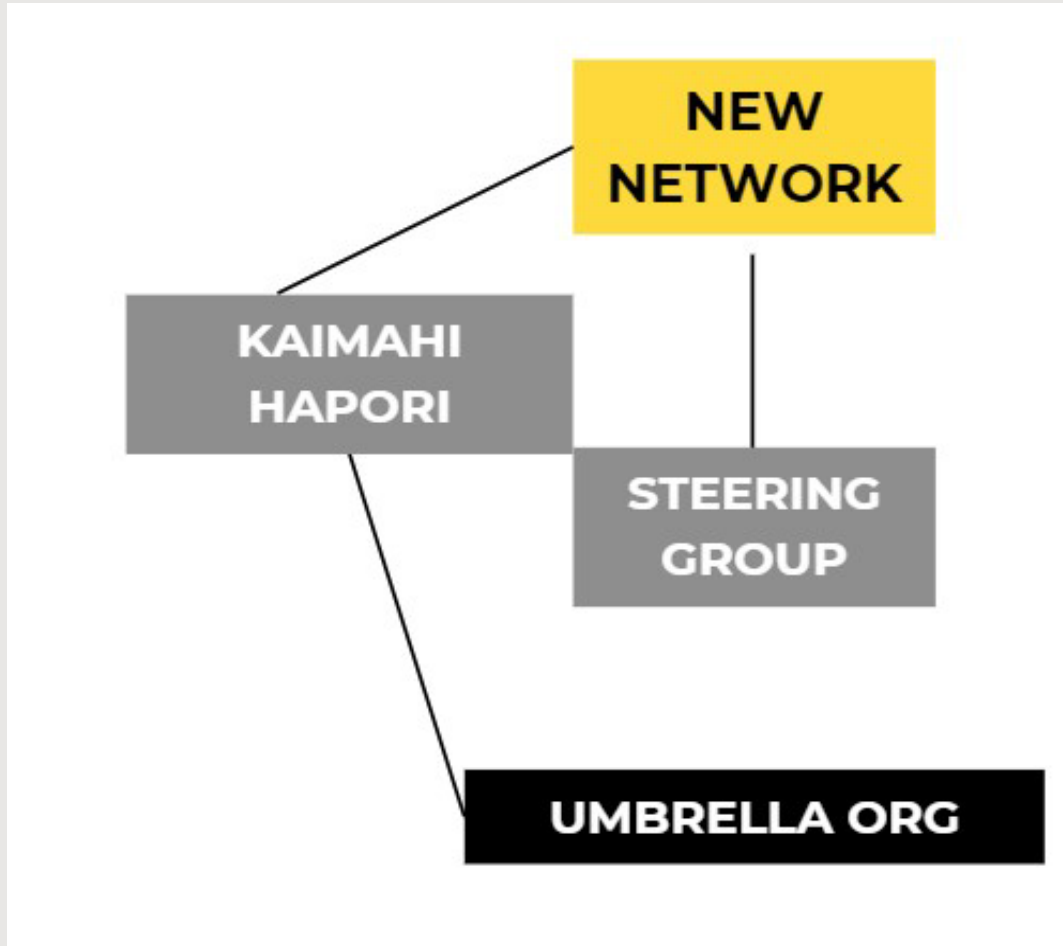 NEW
NETWORK
KAIMAHI
HAPORI
STEERING
GROUP
UMBRELLA ORG